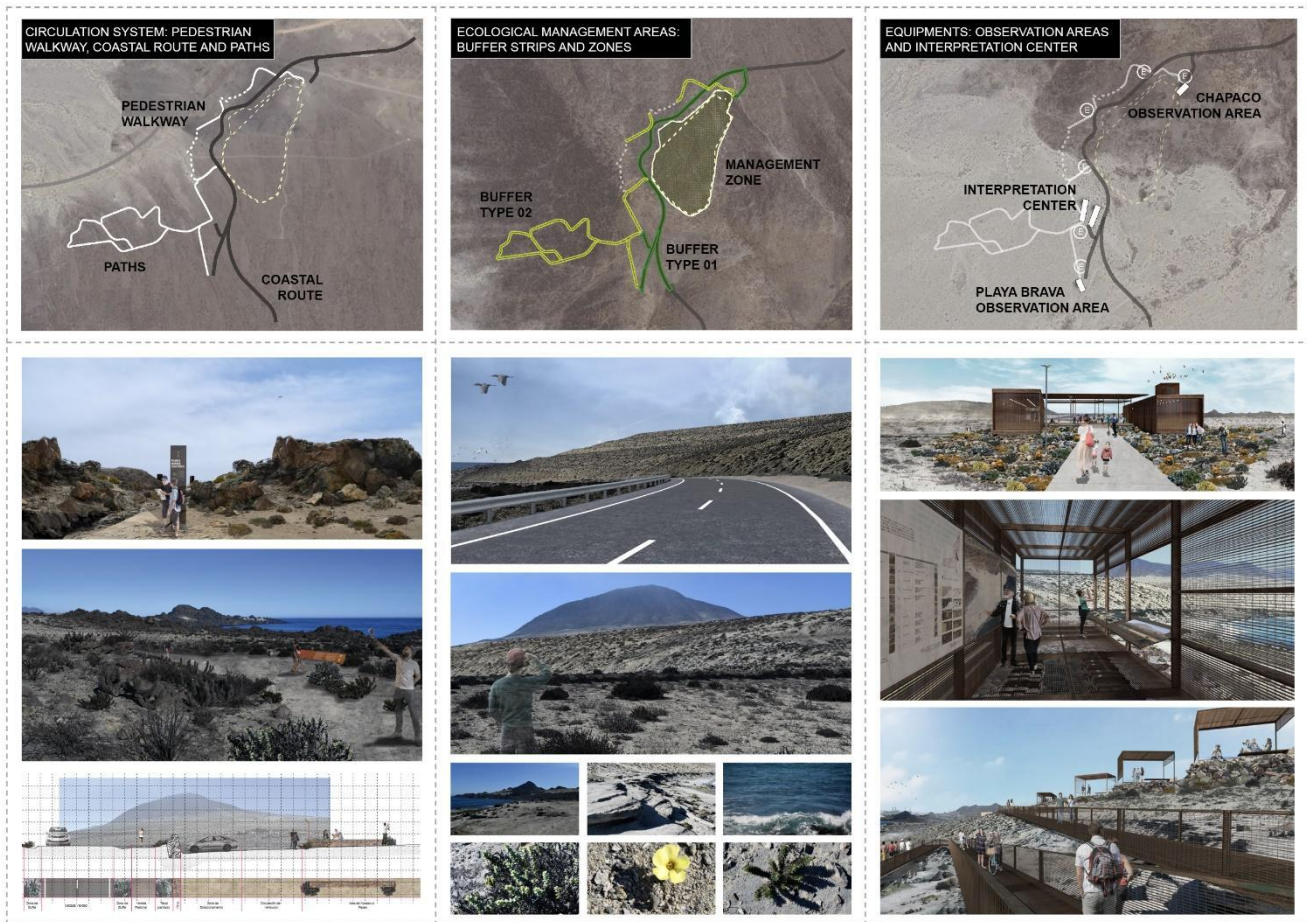 CIRCULATION SYSTEM: PEDESTRIAN
WALKWAY, COASTAL ROUTE AND PATHS
PEDESTRIAN
WALKWAY
PATHS
COASTAL
ROUTE
ECOLOGICAL MANAGEMENT AREAS:
BUFFER STRIPS AND ZONES
MANAGEMENT
ZONE
BUFFER
TYPE 02
BUFFER
TYPE 01
EQUIPMENTS: OBSERVATION AREAS
AND INTERPRETATION CENTER
E
E
E
CHAPACO
OBSERVATION AREA
E
INTERPRETATION
CENTER
E
E
PLAYA BRAVA
OBSERVATION AREA